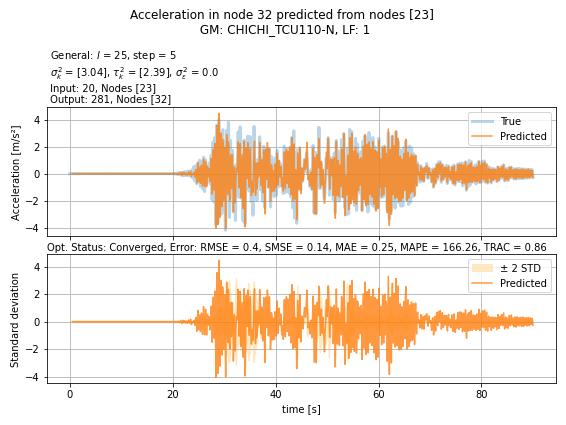 Acceleration in node 32 predicted from nodes [23]
GM: CHICHI_TCU110-N, LF: 1
General: l = 25, step = 5
σ²ₖ = [3.04], τ²ₖ = [2.39], σ²ε = 0.0
Input: 20, Nodes [23]
Output: 281, Nodes [32]
Acceleration [m/s²]
4
2
0
−2
−4
True
Predicted
Opt. Status: Converged, Error: RMSE = 0.4, SMSE = 0.14, MAE = 0.25, MAPE = 166.26, TRAC = 0.86
Standard deviation
4
2
0
−2
−4
± 2 STD
Predicted
0 20 40 60 80
time [s]